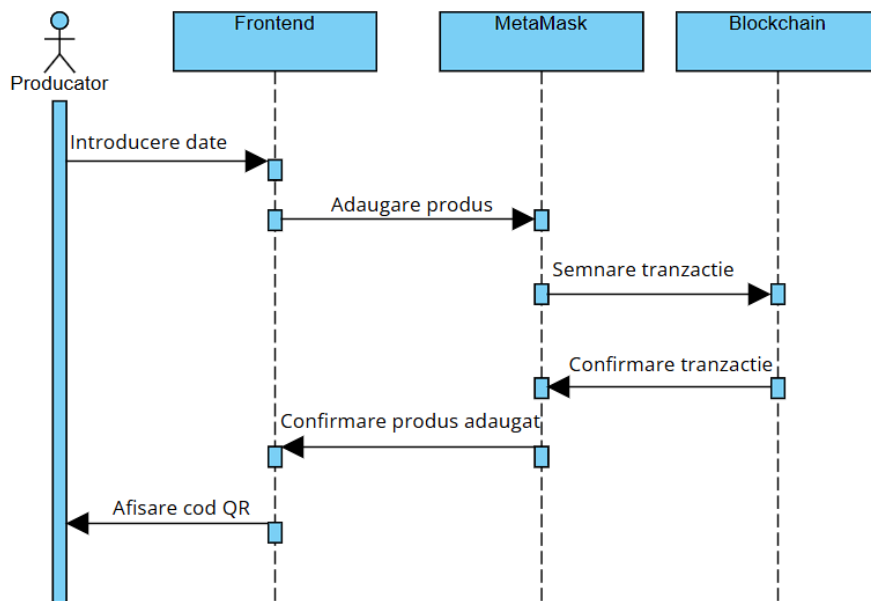 Frontend
MetaMask
Blockchain
Producator
Introducere date
Adaugare produs
Semnare tranzactie
Confirmare tranzactie
Confirmare produs adaugat
Afisare cod QR